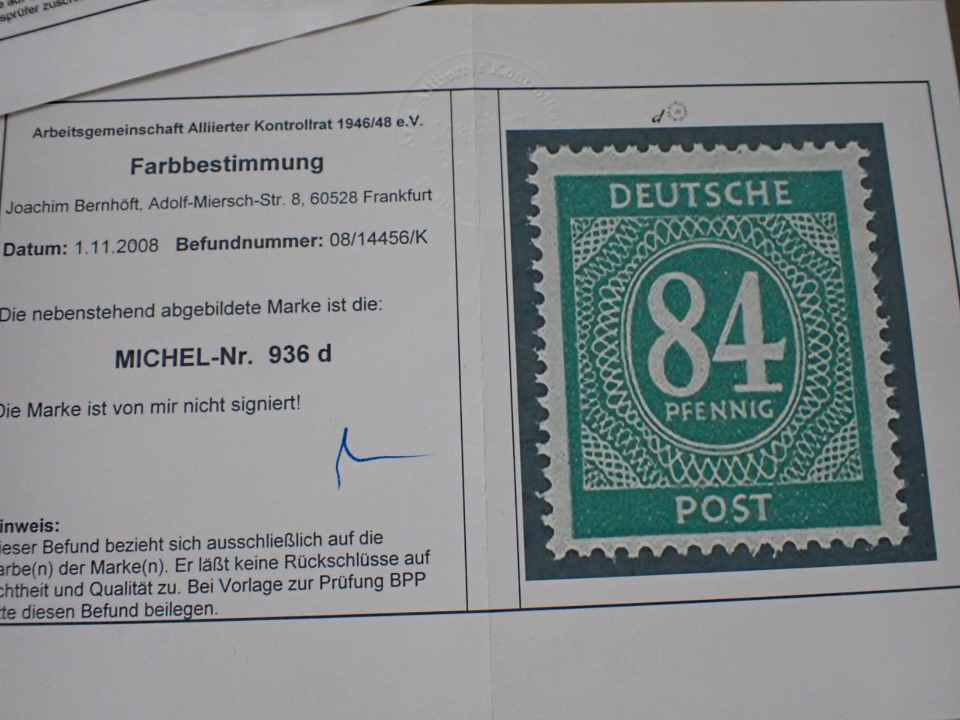 Arbeitsgemeinschaft Alliierter Kontrollrat 1946/48 e.V.
Farbbestimmung
Joachim Bernhöft, Adolf-Miersch-Str. 8, 60528 Frankfurt
Datum: 1.11.2008 Befundnummer: 08/14456/K
Die nebenstehend abgebildete Marke ist die:
MICHEL-Nr. 936 d
Die Marke ist von mir nicht signiert!
inweis:
ieser Befund bezieht sich ausschließlich auf die
arbe(n) der Marke(n). Er läßt keine Rückschlüsse auf
chtheit und Qualität zu. Bei Vorlage zur Prüfung BPP
tte diesen Befund beilegen.
d
DEUTSCHE
84
PFENNIG
POST